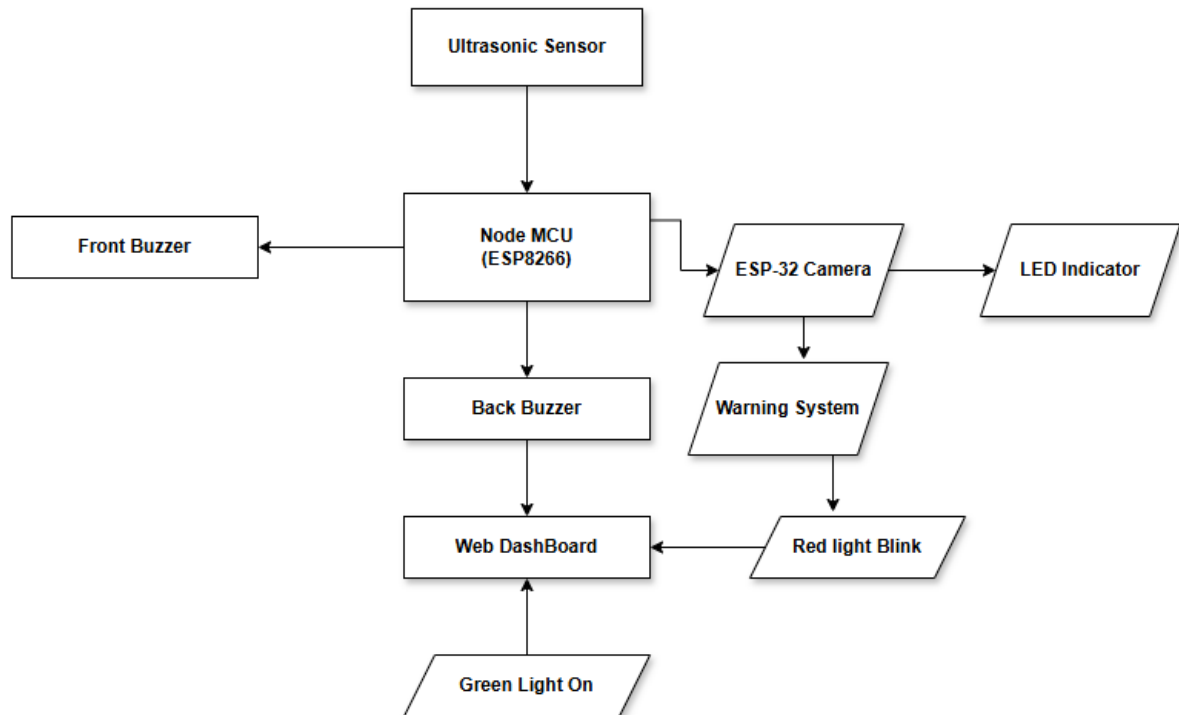 Ultrasonic Sensor
Node MCU
(ESP8266)
Front Buzzer
ESP-32 Camera
LED Indicator
Back Buzzer
Warning System
Web DashBoard
Red light Blink
Green Light On